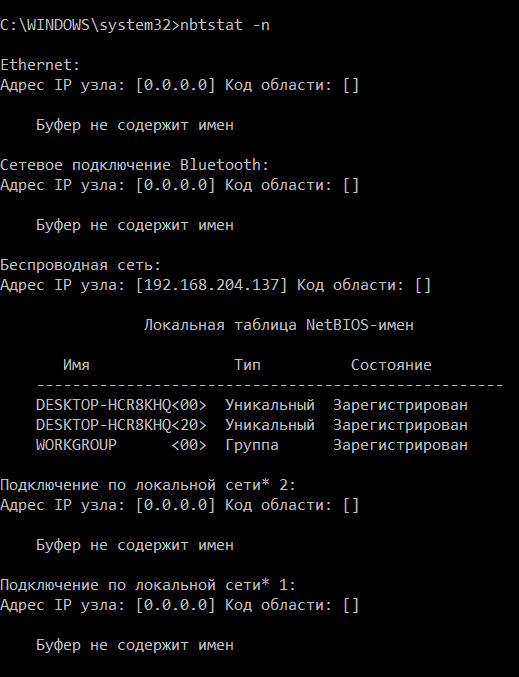 C:\WINDOWS\system32>nbtstat -n
Ethernet:
Адрес IP узла: [0.0.0.0] Код области: []
Буфер не содержит имен
Сетевое подключение Bluetooth:
Адрес IP узла: [0.0.0.0] Код области: []
Буфер не содержит имен
Беспроводная сеть:
Адрес IP узла: [192.168.204.137] Код области: []
Локальная таблица NetBIOS-имен
Имя Тип Состояние
----------------------------------------------------
DESKTOP-HCR8KHQ<00> Уникальный Зарегистрирован
DESKTOP-HCR8KHQ<20> Уникальный Зарегистрирован
WORKGROUP <00> Группа Зарегистрирован
Подключение по локальной сети* 2:
Адрес IP узла: [0.0.0.0] Код области: []
Буфер не содержит имен
Подключение по локальной сети* 1:
Адрес IP узла: [0.0.0.0] Код области: []
Буфер не содержит имен